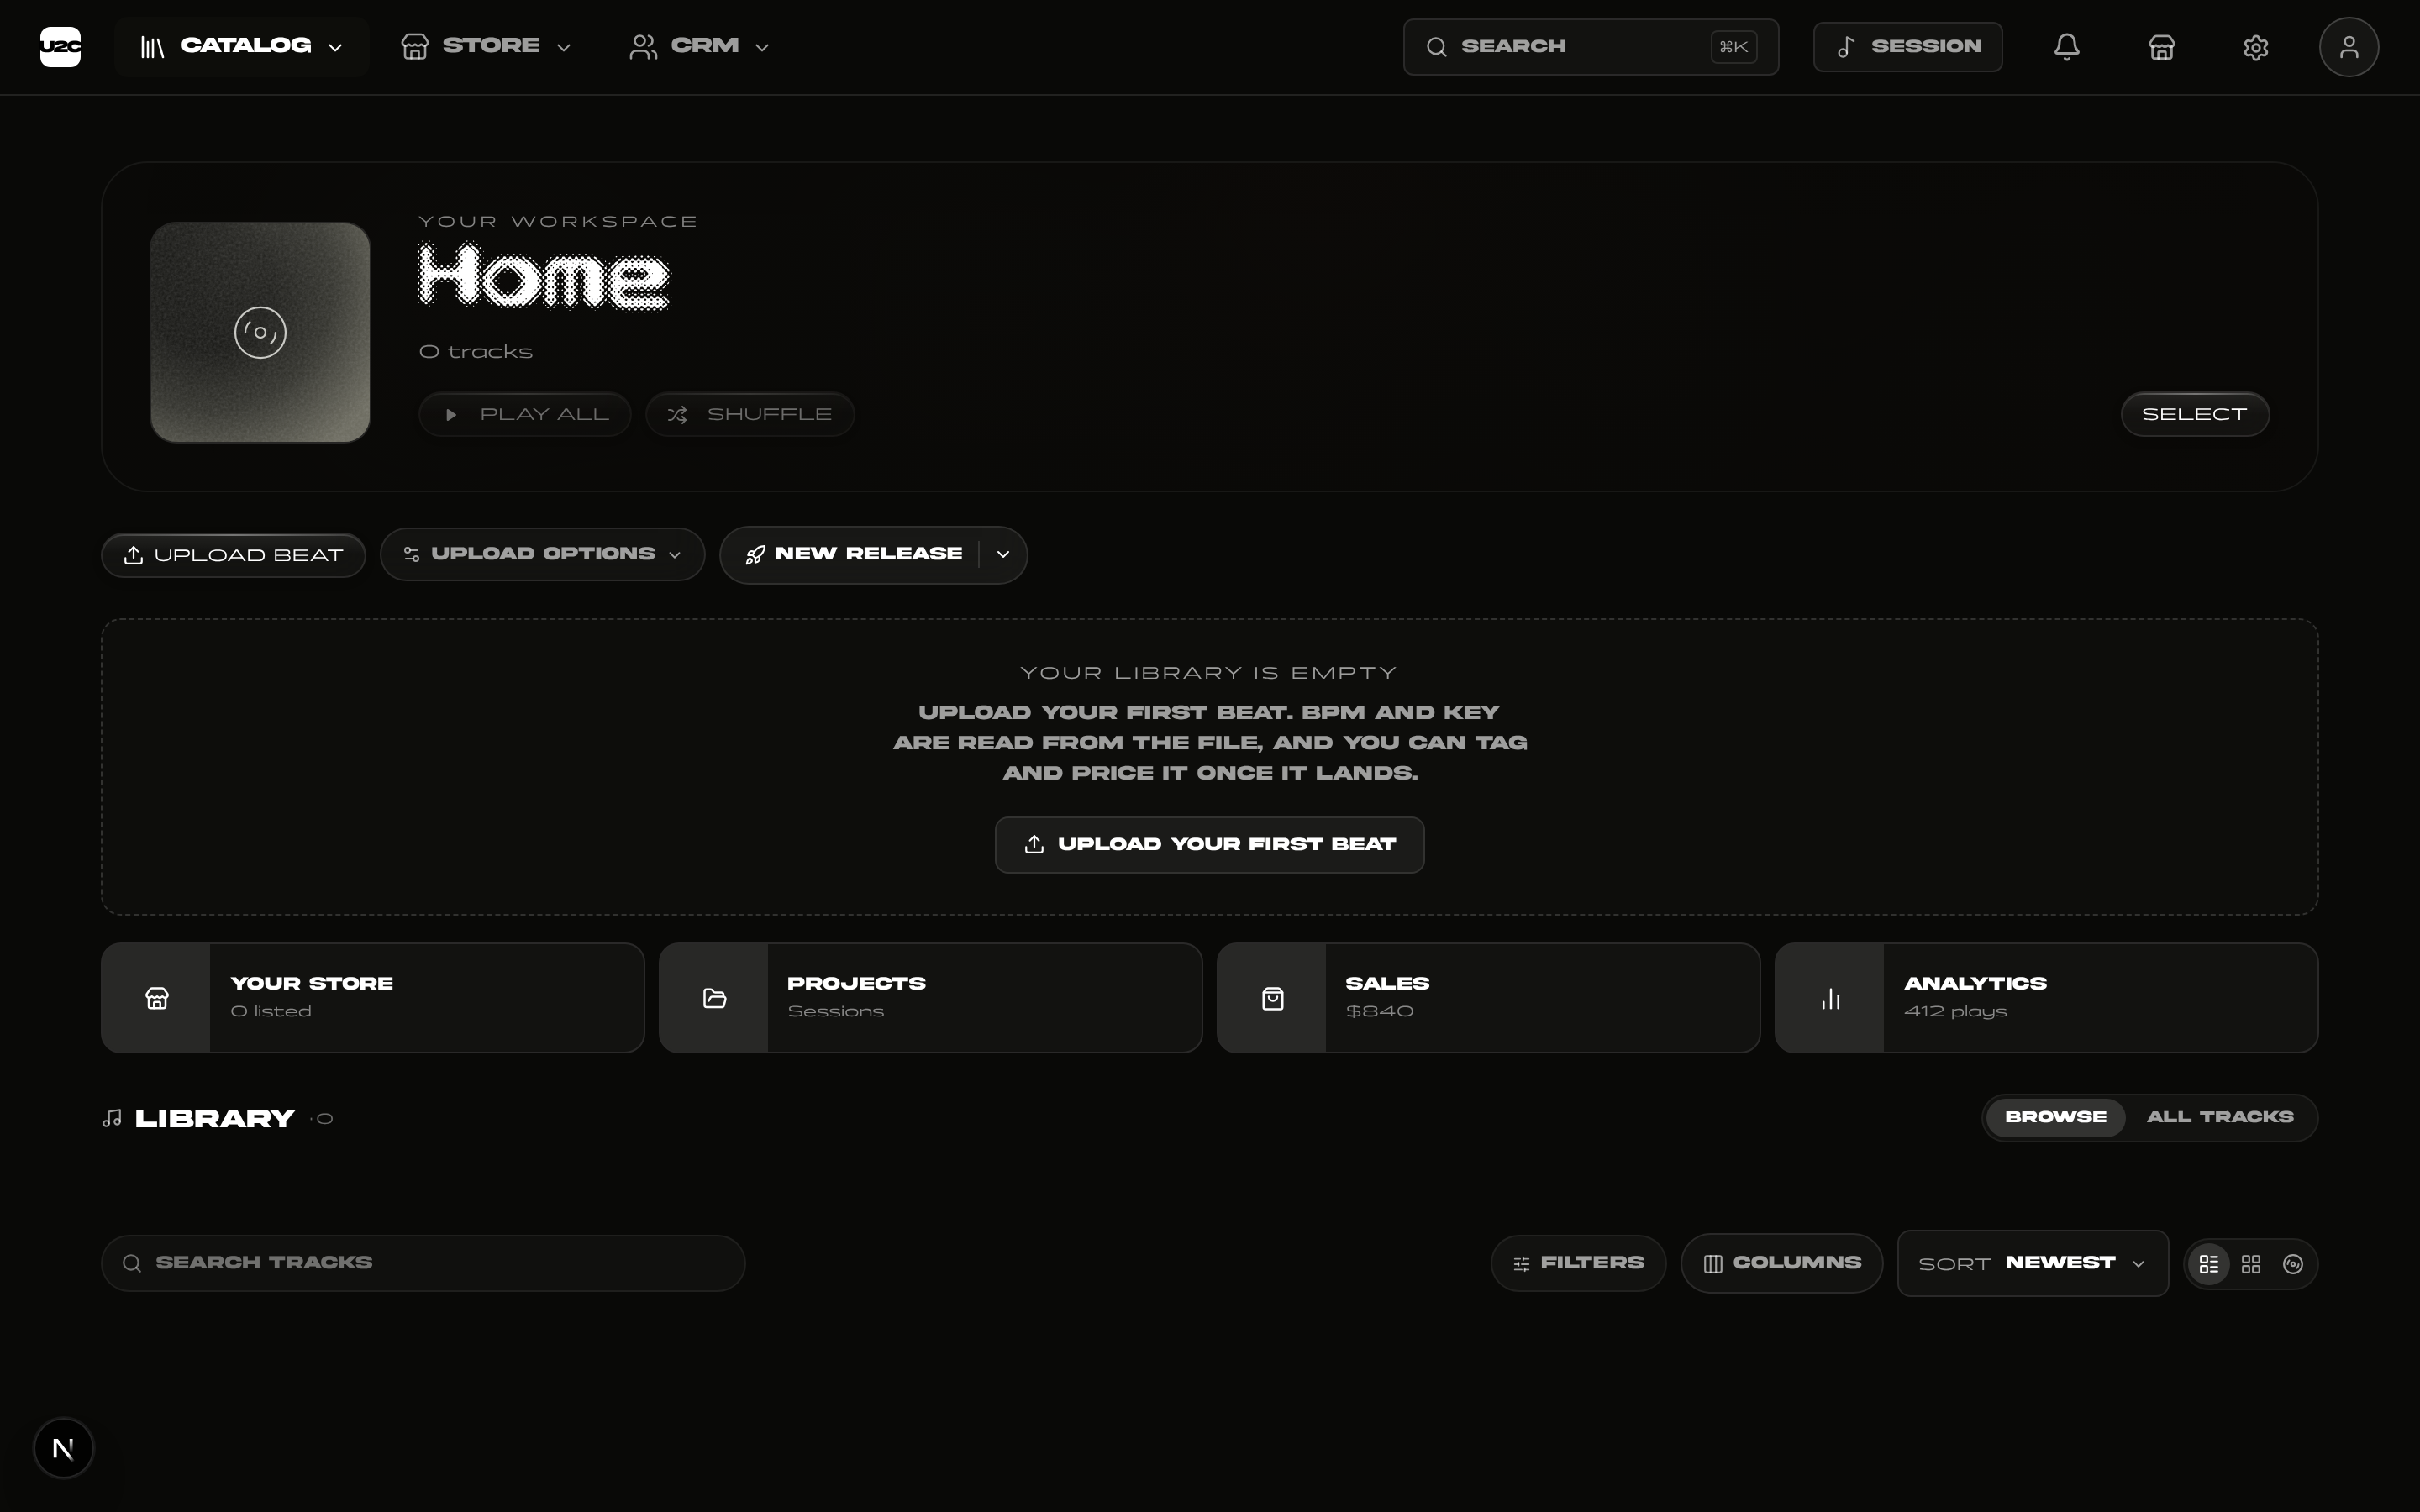 U2C
CATALOG
STORE
CRM
SEARCH
⌘K
SESSION
YOUR WORKSPACE
Home
0 tracks
PLAY ALL
SHUFFLE
SELECT
UPLOAD BEAT
UPLOAD OPTIONS
NEW RELEASE
YOUR LIBRARY IS EMPTY
UPLOAD YOUR FIRST BEAT. BPM AND KEY
ARE READ FROM THE FILE, AND YOU CAN TAG
AND PRICE IT ONCE IT LANDS.
UPLOAD YOUR FIRST BEAT
YOUR STORE
0 listed
PROJECTS
Sessions
SALES
$840
ANALYTICS
412 plays
LIBRARY · 0
BROWSE
ALL TRACKS
SEARCH TRACKS
FILTERS
COLUMNS
SORT NEWEST
N